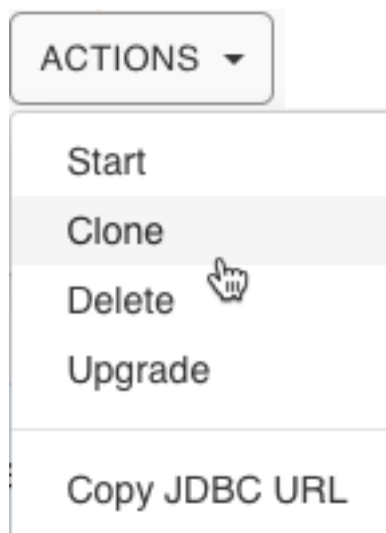 ACTIONS
Start
Clone
Delete
Upgrade
Copy JDBC URL